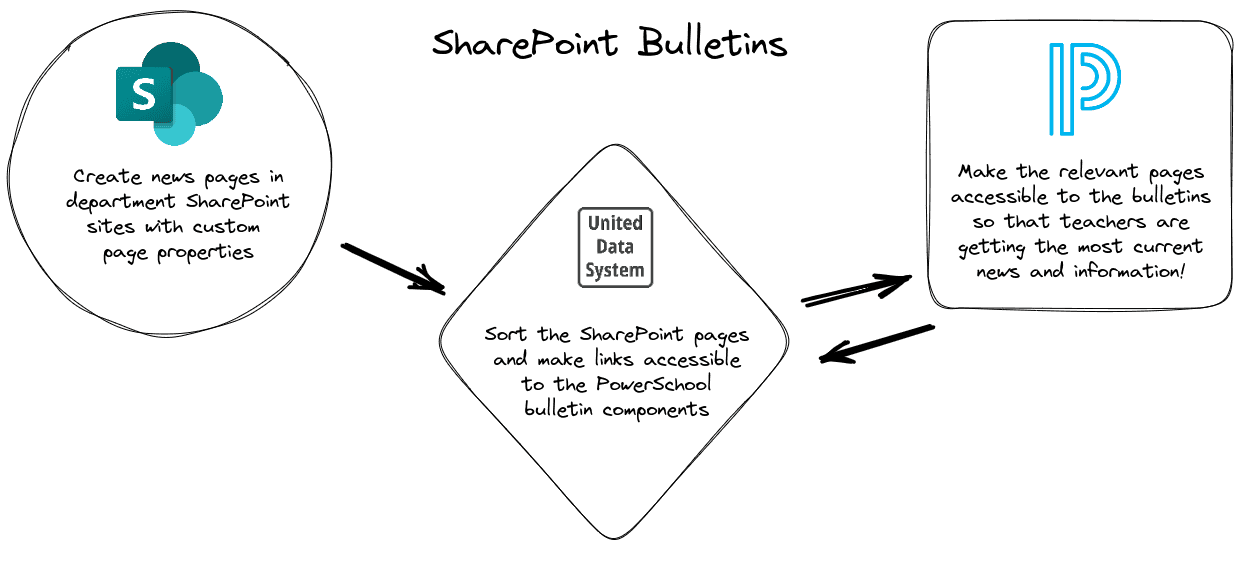 SharePoint Bulletins
S
Create news pages in
department SharePoint
sites with custom
page properties
United
Data
System
Sort the SharePoint pages
and make links accessible
to the PowerSchool
bulletin components
P
Make the relevant pages
accessible to the bulletins
so that teachers are
getting the most current
news and information!